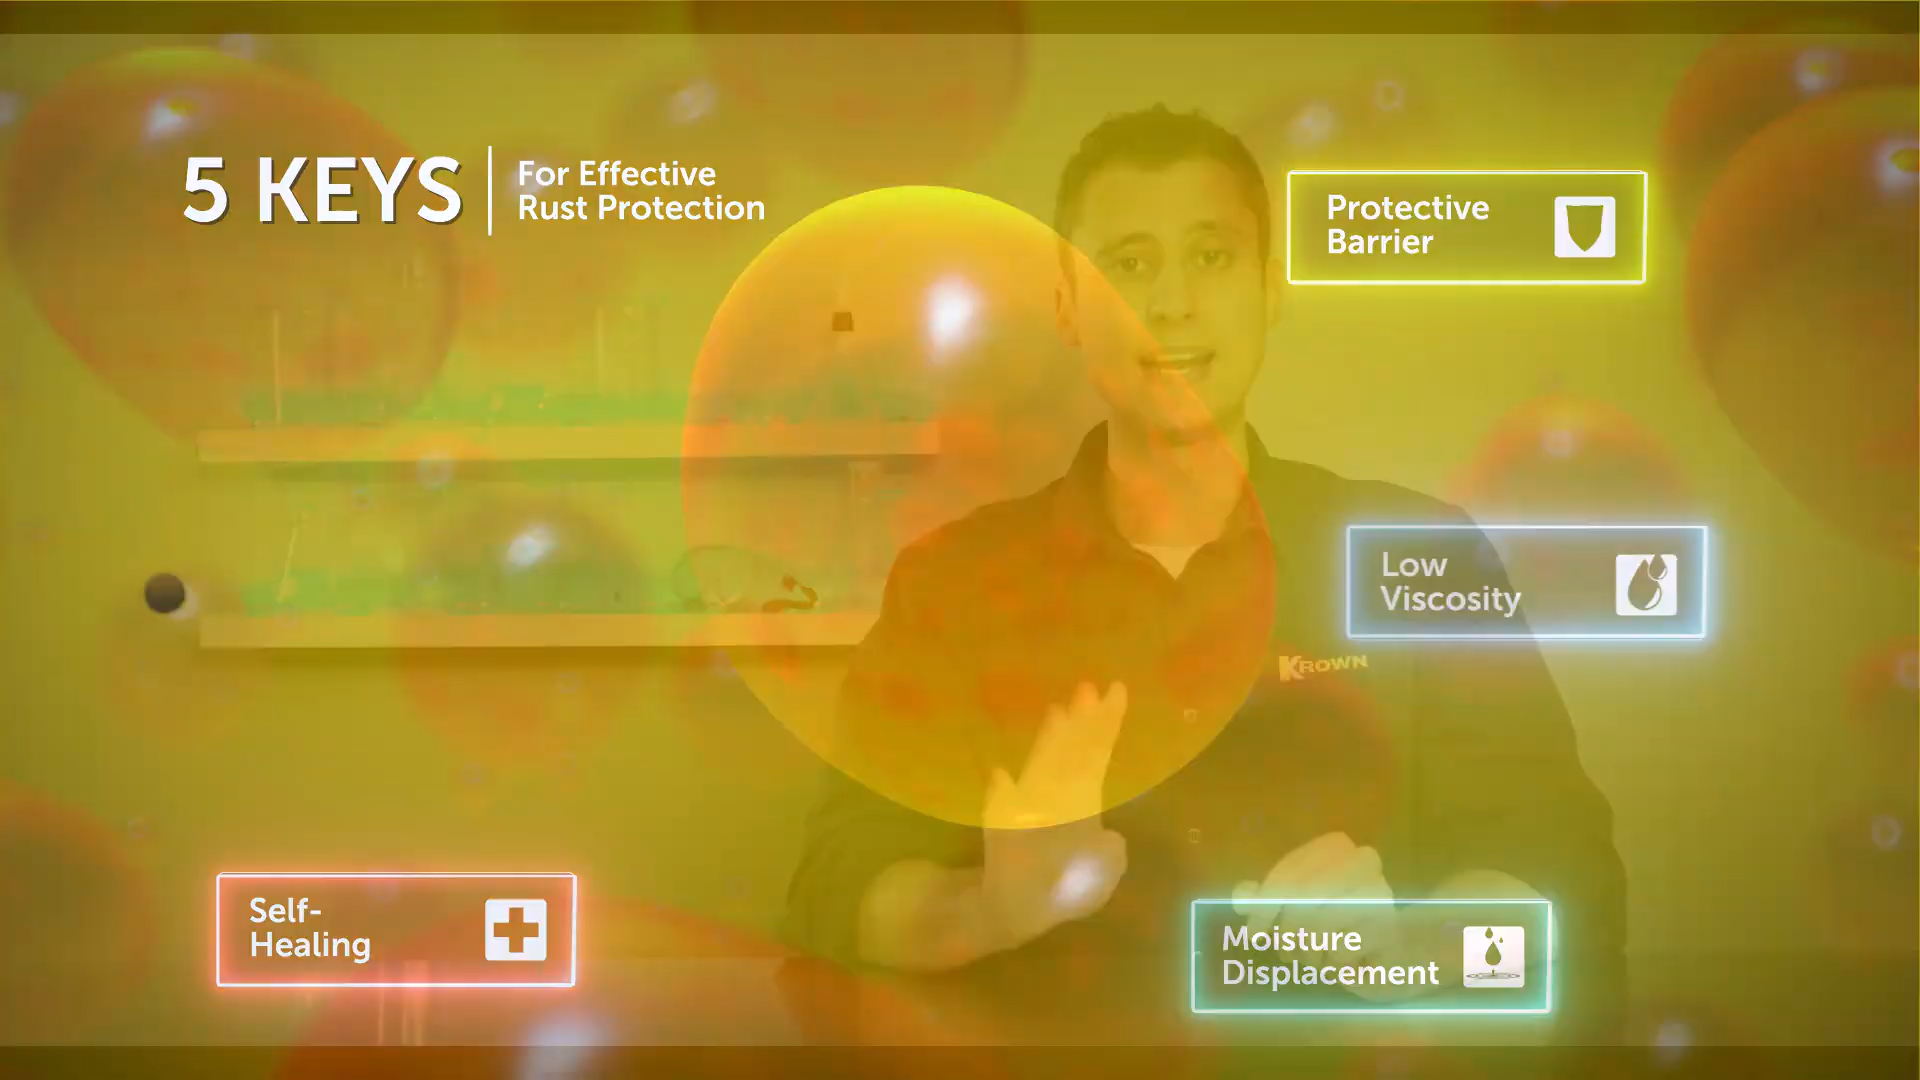 5 KEYS
For Effective
Rust Protection
Protective
Barrier
Low
Viscosity
KROWN
Self-
Healing
Moisture
Displacement